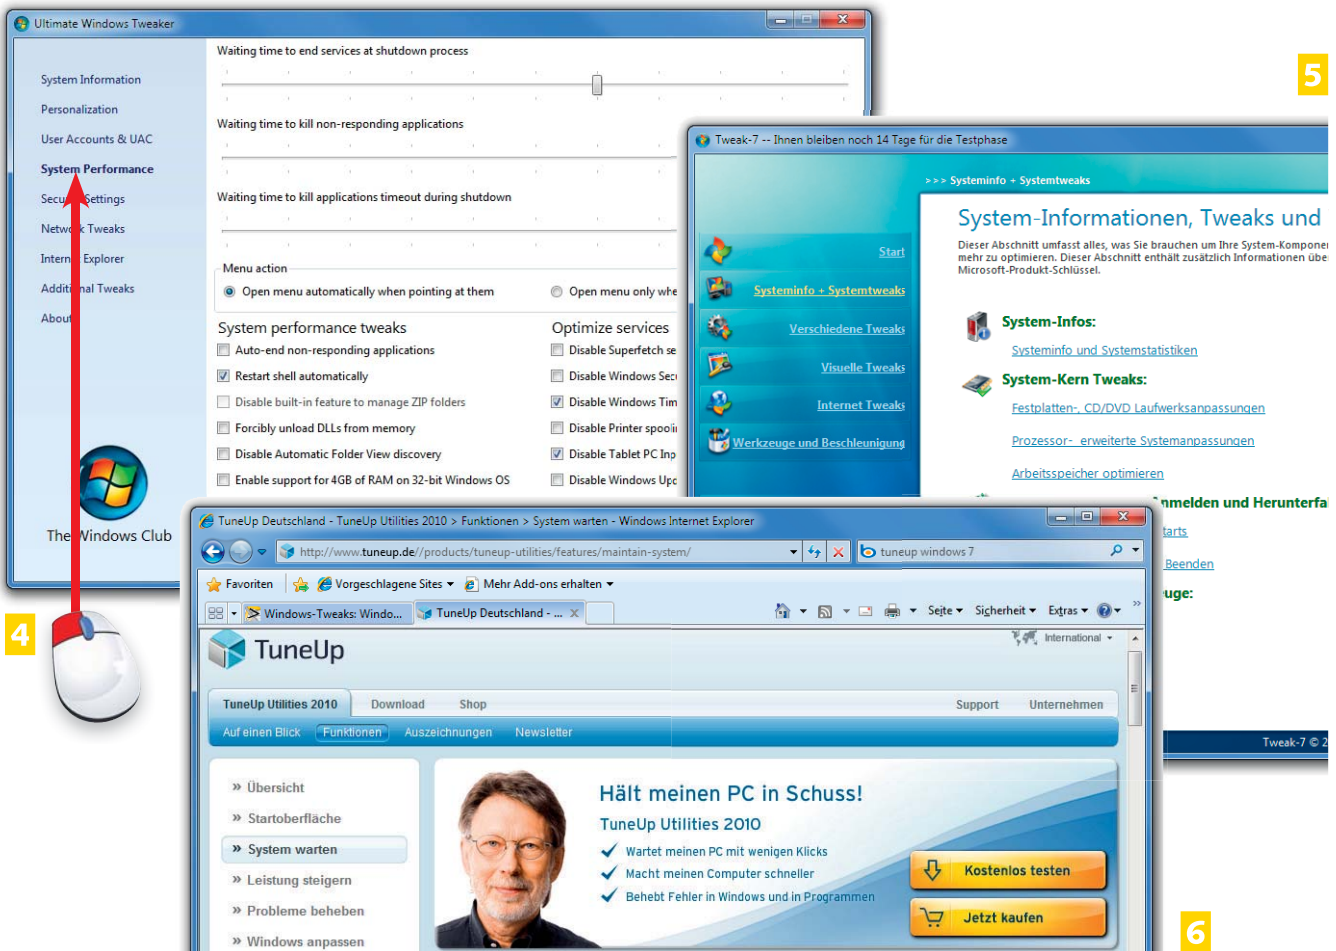 Ultimate Windows Tweaker
System Information
Personalization
User Accounts & UAC
System Performance
Security Settings
Network Tweaks
Internet Explorer
Additional Tweaks
About
The Windows Club
Waiting time to end services at shutdown process
Waiting time to kill non-responding applications
Waiting time to kill applications timeout during shutdown
Menu action
Open menu automatically when pointing at them
Open menu only whe
System performance tweaks
Auto-end non-responding applications
Restart shell automatically
Disable built-in feature to manage ZIP folders
Forcibly unload DLLs from memory
Disable Automatic Folder View discovery
Enable support for 4GB of RAM on 32-bit Windows OS
Optimize services
Disable Superfetch se
Disable Windows Secu
Disable Windows Tim
Disable Printer spooli
Disable Tablet PC Inp
Disable Windows Upd
4
5
Tweak-7 -- Ihnen bleiben noch 14 Tage für die Testphase
>>> Systeminfo + Systemtweaks
Start
Systeminfo + Systemtweaks
Verschiedene Tweaks
Visuelle Tweaks
Internet Tweaks
Werkzeuge und Beschleunigung
System-Informationen, Tweaks und
Dieser Abschnitt umfasst alles, was Sie brauchen um Ihre System-Komponen
mehr zu optimieren. Dieser Abschnitt enthält zusätzlich Informationen übe
Microsoft-Produkt-Schlüssel.
System-Infos:
Systeminfo und Systemstatistiken
System-Kern Tweaks:
Festplatten-, CD/DVD Laufwerksanpassungen
Prozessor- erweiterte Systemanpassungen
Arbeitsspeicher optimieren
nmelden und Herunterfa
tarts
Beenden
uge:
Tweak-7 © 2
TuneUp Deutschland - TuneUp Utilities 2010 > Funktionen > System warten - Windows Internet Explorer
http://www.tuneup.de//products/tuneup-utilities/features/maintain-system/
tuneup windows 7
Favoriten
Vorgeschlagene Sites
Mehr Add-ons erhalten
Windows-Tweaks: Windo...
TuneUp Deutschland - ...
Seite
Sicherheit
Extras
TuneUp
International
TuneUp Utilities 2010
Download
Shop
Support
Unternehmen
Auf einen Blick
Funktionen
Auszeichnungen
Newsletter
» Übersicht
» Startoberfläche
» System warten
» Leistung steigern
» Probleme beheben
» Windows anpassen
Hält meinen PC in Schuss!
TuneUp Utilities 2010
Wartet meinen PC mit wenigen Klicks
Macht meinen Computer schneller
Behebt Fehler in Windows und in Programmen
Kostenlos testen
Jetzt kaufen
6